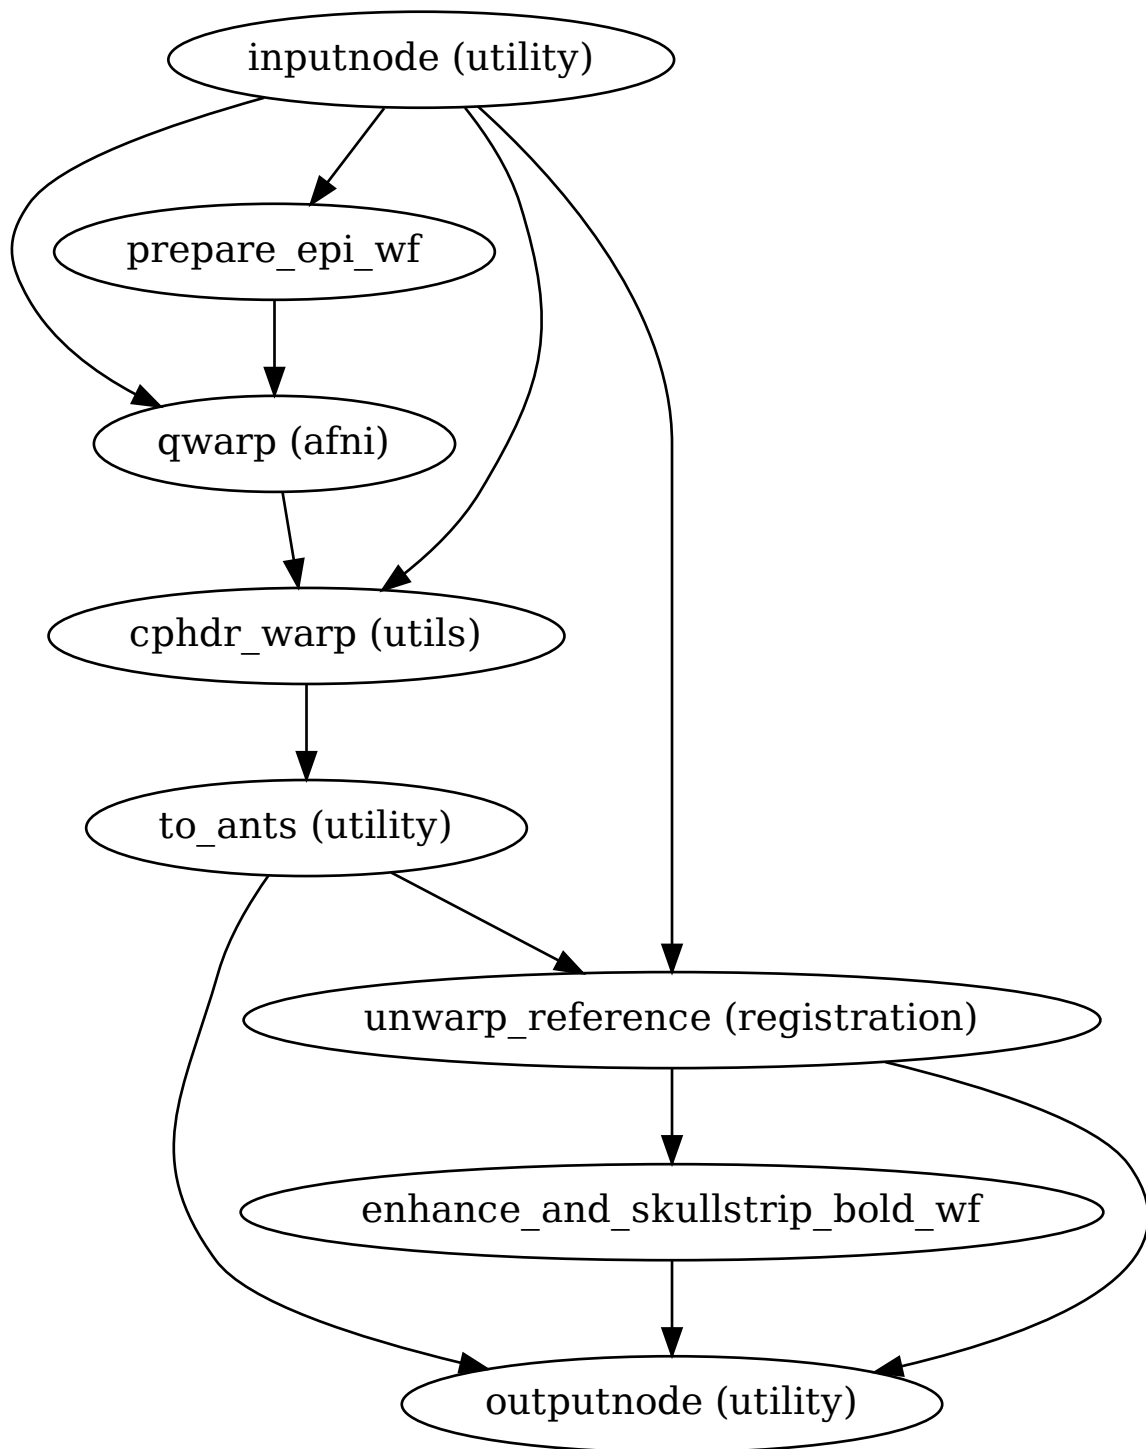 inputnode (utility)
prepare_epi_wf
qwarp (afni)
cphdr_warp (utils)
to_ants (utility)
unwarp_reference (registration)
enhance_and_skullstrip_bold_wf
outputnode (utility)